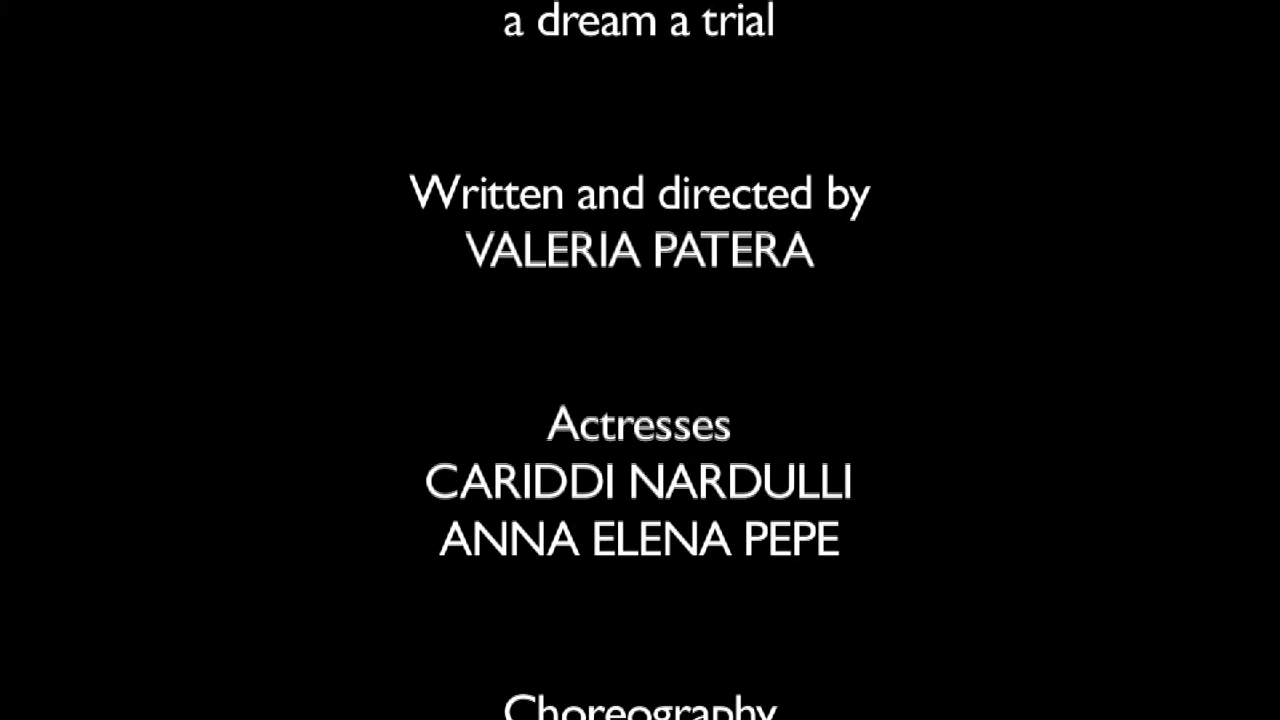 a dream a trial
Written and directed by
VALERIA PATERA
Actresses
CARIDDI NARDULLI
ANNA ELENA PEPE
Choreography